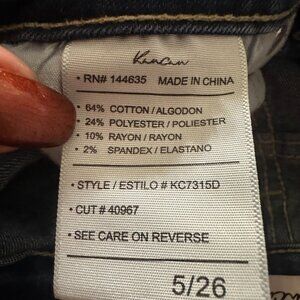 KanCan
• RN# 144635 MADE IN CHINA
• 64% COTTON / ALGODON
• 24% POLYESTER / POLIESTER
• 10% RAYON / RAYON
• 2% SPANDEX / ELASTANO
• STYLE / ESTILO # KC7315D
• CUT # 40967
• SEE CARE ON REVERSE
5/26